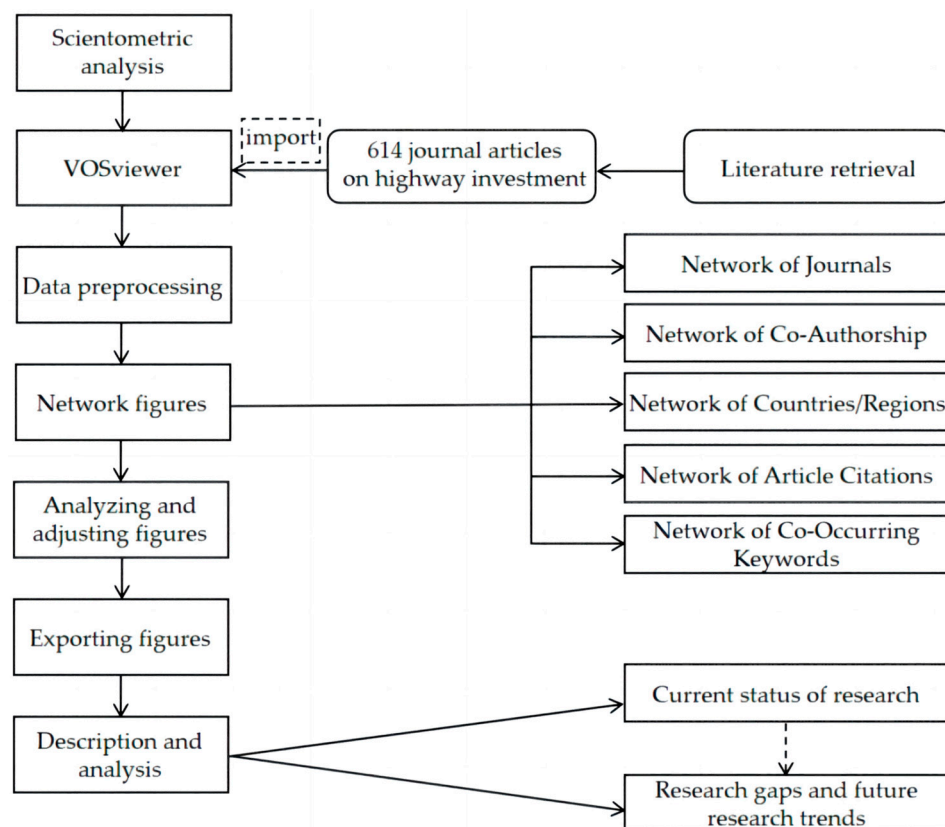 Scientometric
analysis
import
VOSviewer
614 journal articles
on highway investment
Literature retrieval
Data preprocessing
Network of Journals
Network of Co-Authorship
Network figures
Network of Countries/Regions
Network of Article Citations
Analyzing and
adjusting figures
Network of Co-Occurring
Keywords
Exporting figures
Current status of research
Description and
analysis
Research gaps and future
research trends